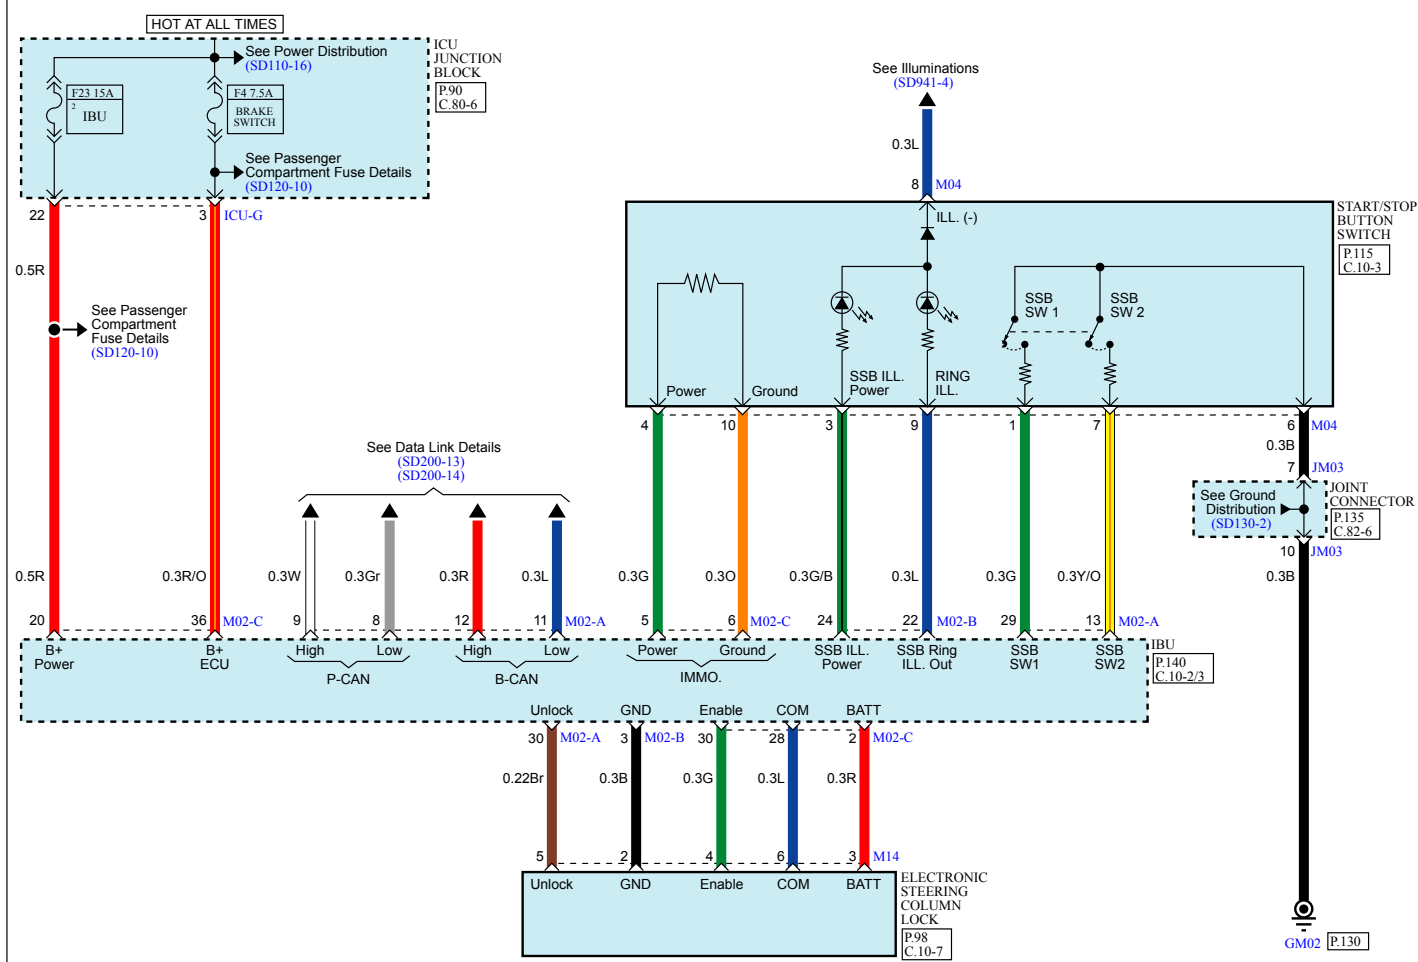 HOT AT ALL TIMES
See Power Distribution
(SD110-16)
ICU
JUNCTION
BLOCK
P.90
C.80-6
F23 15A
2
IBU
F4 7.5A
BRAKE
SWITCH
See Passenger
Compartment Fuse Details
(SD120-10)
22
3
ICU-G
0.5R
See Passenger
Compartment
Fuse Details
(SD120-10)
See Illuminations
(SD941-4)
0.3L
8
M04
ILL. (-)
START/STOP
BUTTON
SWITCH
P.115
C.10-3
SSB
SW 1
SSB
SW 2
Power
Ground
SSB ILL.
Power
RING
ILL.
4
10
3
9
1
7
6
M04
0.3B
7
JM03
See Ground
Distribution
(SD130-2)
JOINT
CONNECTOR
P.135
C.82-6
10
JM03
0.3B
See Data Link Details
(SD200-13)
(SD200-14)
0.5R
0.3R/O
0.3W
0.3Gr
0.3R
0.3L
0.3G
0.3O
0.3G/B
0.3L
0.3G
0.3Y/O
20
36
M02-C
9
8
12
11
M02-A
5
6
M02-C
24
22
M02-B
29
13
M02-A
B+
Power
B+
ECU
High
Low
P-CAN
High
Low
B-CAN
Power
Ground
IMMO.
SSB ILL.
Power
SSB Ring
ILL. Out
SSB
SW1
SSB
SW2
IBU
P.140
C.10-2/3
Unlock
GND
Enable
COM
BATT
30
M02-A
3
M02-B
30
28
2
M02-C
0.22Br
0.3B
0.3G
0.3L
0.3R
5
2
4
6
3
M14
Unlock
GND
Enable
COM
BATT
ELECTRONIC
STEERING
COLUMN
LOCK
P.98
C.10-7
GM02
P.130